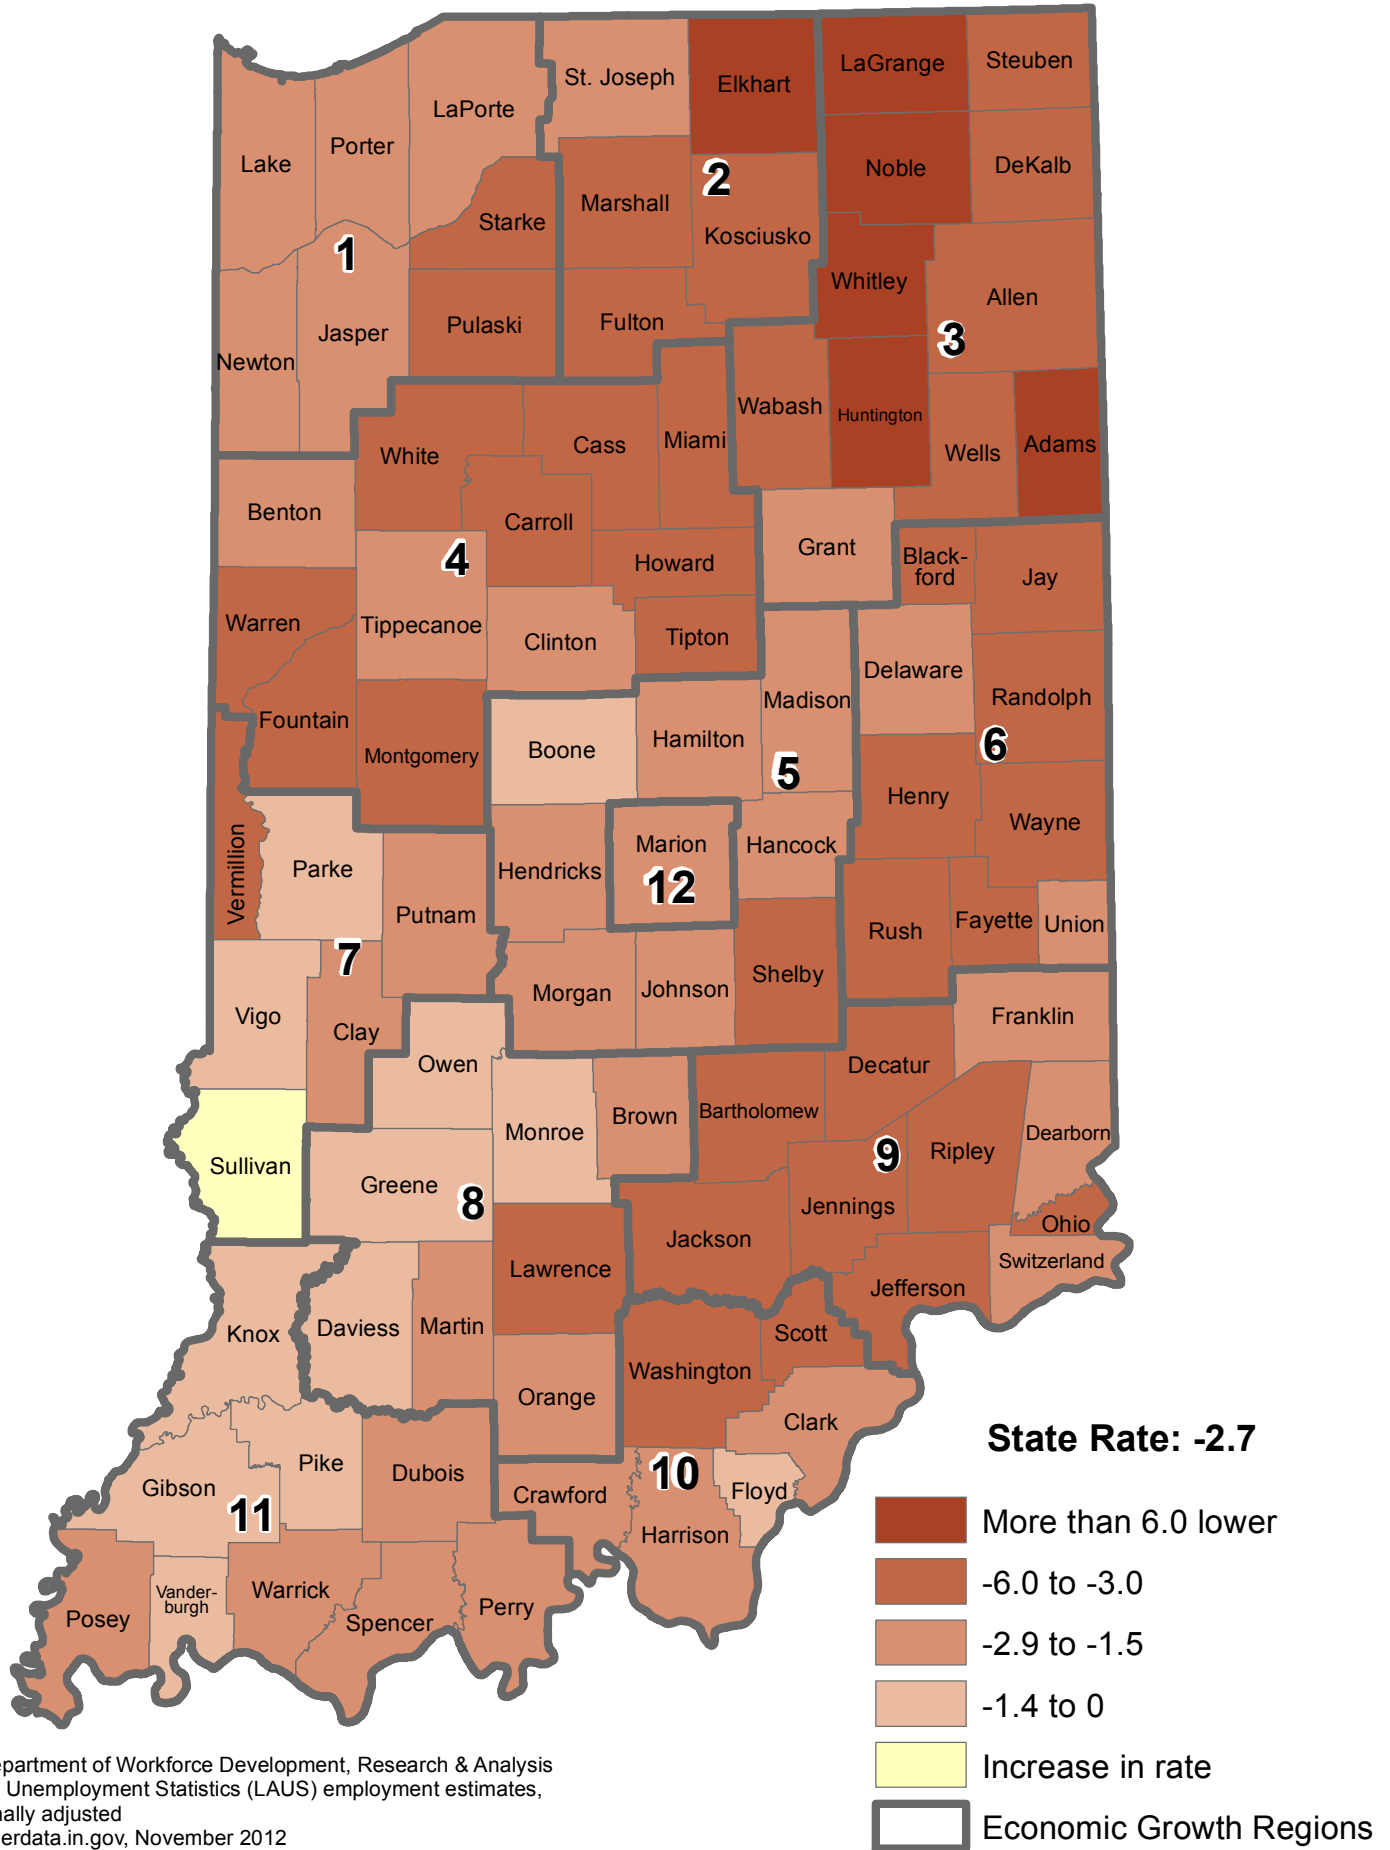 St. Joseph
Elkhart
LaGrange
Steuben
LaPorte
Porter
Lake
Noble
DeKalb
2
Marshall
Starke
Kosciusko
1
Whitley
Allen
Jasper
Pulaski
Fulton
3
Newton
Wabash
Huntington
Miami
Cass
White
Wells
Adams
Benton
Carroll
4
Grant
Howard
Black-
ford
Jay
Warren
Tippecanoe
Clinton
Tipton
Delaware
Madison
Randolph
Fountain
Montgomery
Boone
Hamilton
5
6
Henry
Wayne
Vermillion
Parke
Hendricks
Marion
12
Hancock
Putnam
Rush
Fayette
Union
7
Vigo
Clay
Morgan
Johnson
Shelby
Franklin
Owen
Decatur
Monroe
Brown
Bartholomew
Dearborn
Sullivan
Greene
8
9
Ripley
Jennings
Ohio
Jackson
Lawrence
Switzerland
Jefferson
Knox
Daviess
Martin
Scott
Washington
Orange
Clark
Pike
Dubois
10
Gibson
11
Crawford
Floyd
Harrison
Posey
Vander-
burgh
Warrick
Spencer
Perry
State Rate: -2.7
More than 6.0 lower
-6.0 to -3.0
-2.9 to -1.5
-1.4 to 0
Increase in rate
Economic Growth Regions
epartment of Workforce Development, Research & Analysis
Unemployment Statistics (LAUS) employment estimates,
nally adjusted
erdata.in.gov, November 2012